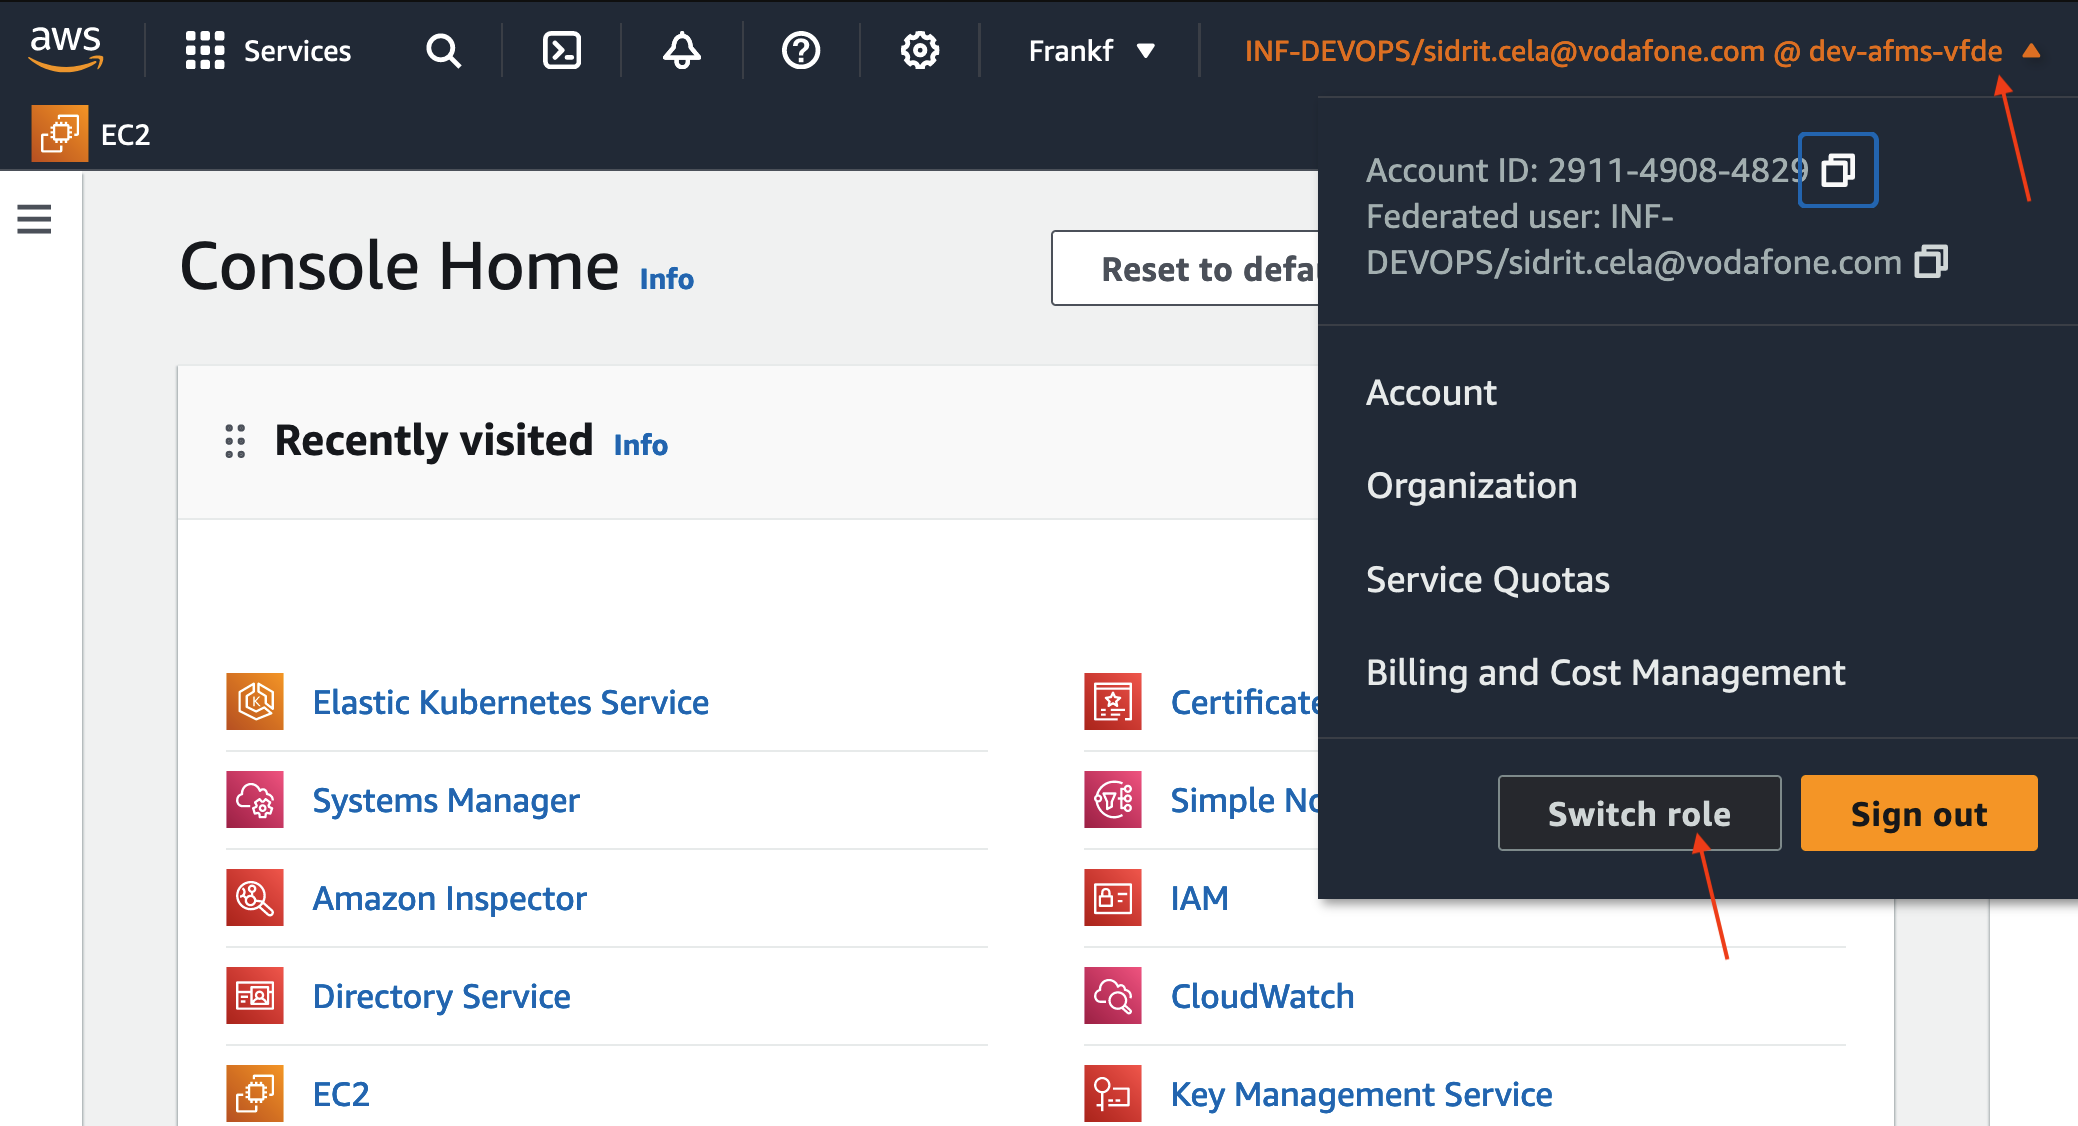 aws
Services
Frankf
INF-DEVOPS/sidrit.cela@vodafone.com @ dev-afms-vfde
EC2
Account ID: 2911-4908-4829
Federated user: INF-
DEVOPS/sidrit.cela@vodafone.com
Console Home Info
Reset to defa
Account
Organization
Service Quotas
Billing and Cost Management
Switch role
Sign out
Recently visited Info
Elastic Kubernetes Service
Certificate
Systems Manager
Simple No
Amazon Inspector
IAM
Directory Service
CloudWatch
EC2
Key Management Service